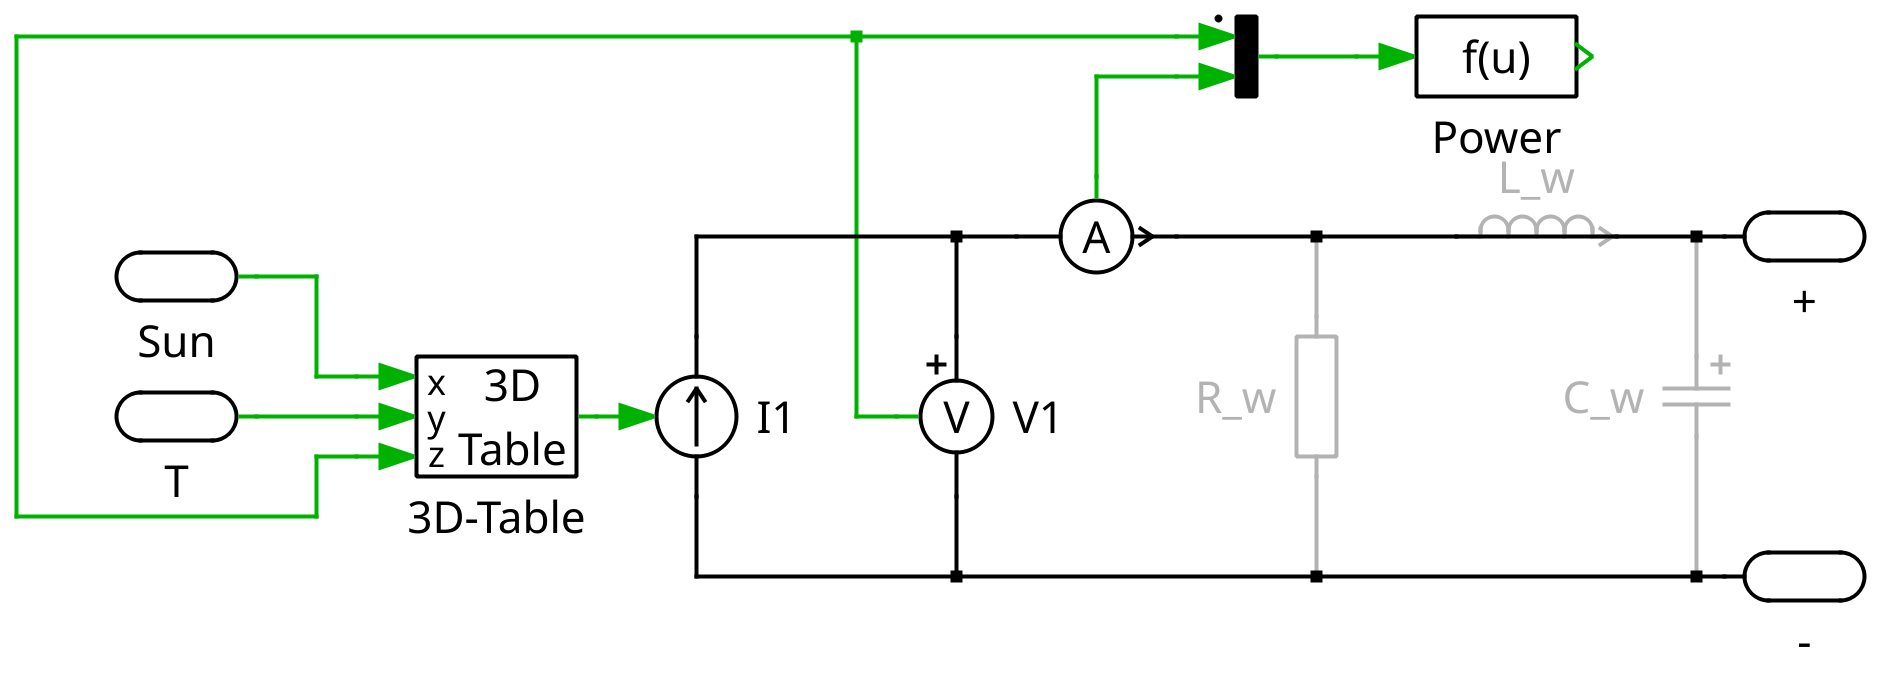 f(u)
Power
L_w
A
Sun
+
x 3D
y
z Table
+
+
I1
V
V1
R_w
C_w
T
3D-Table
-